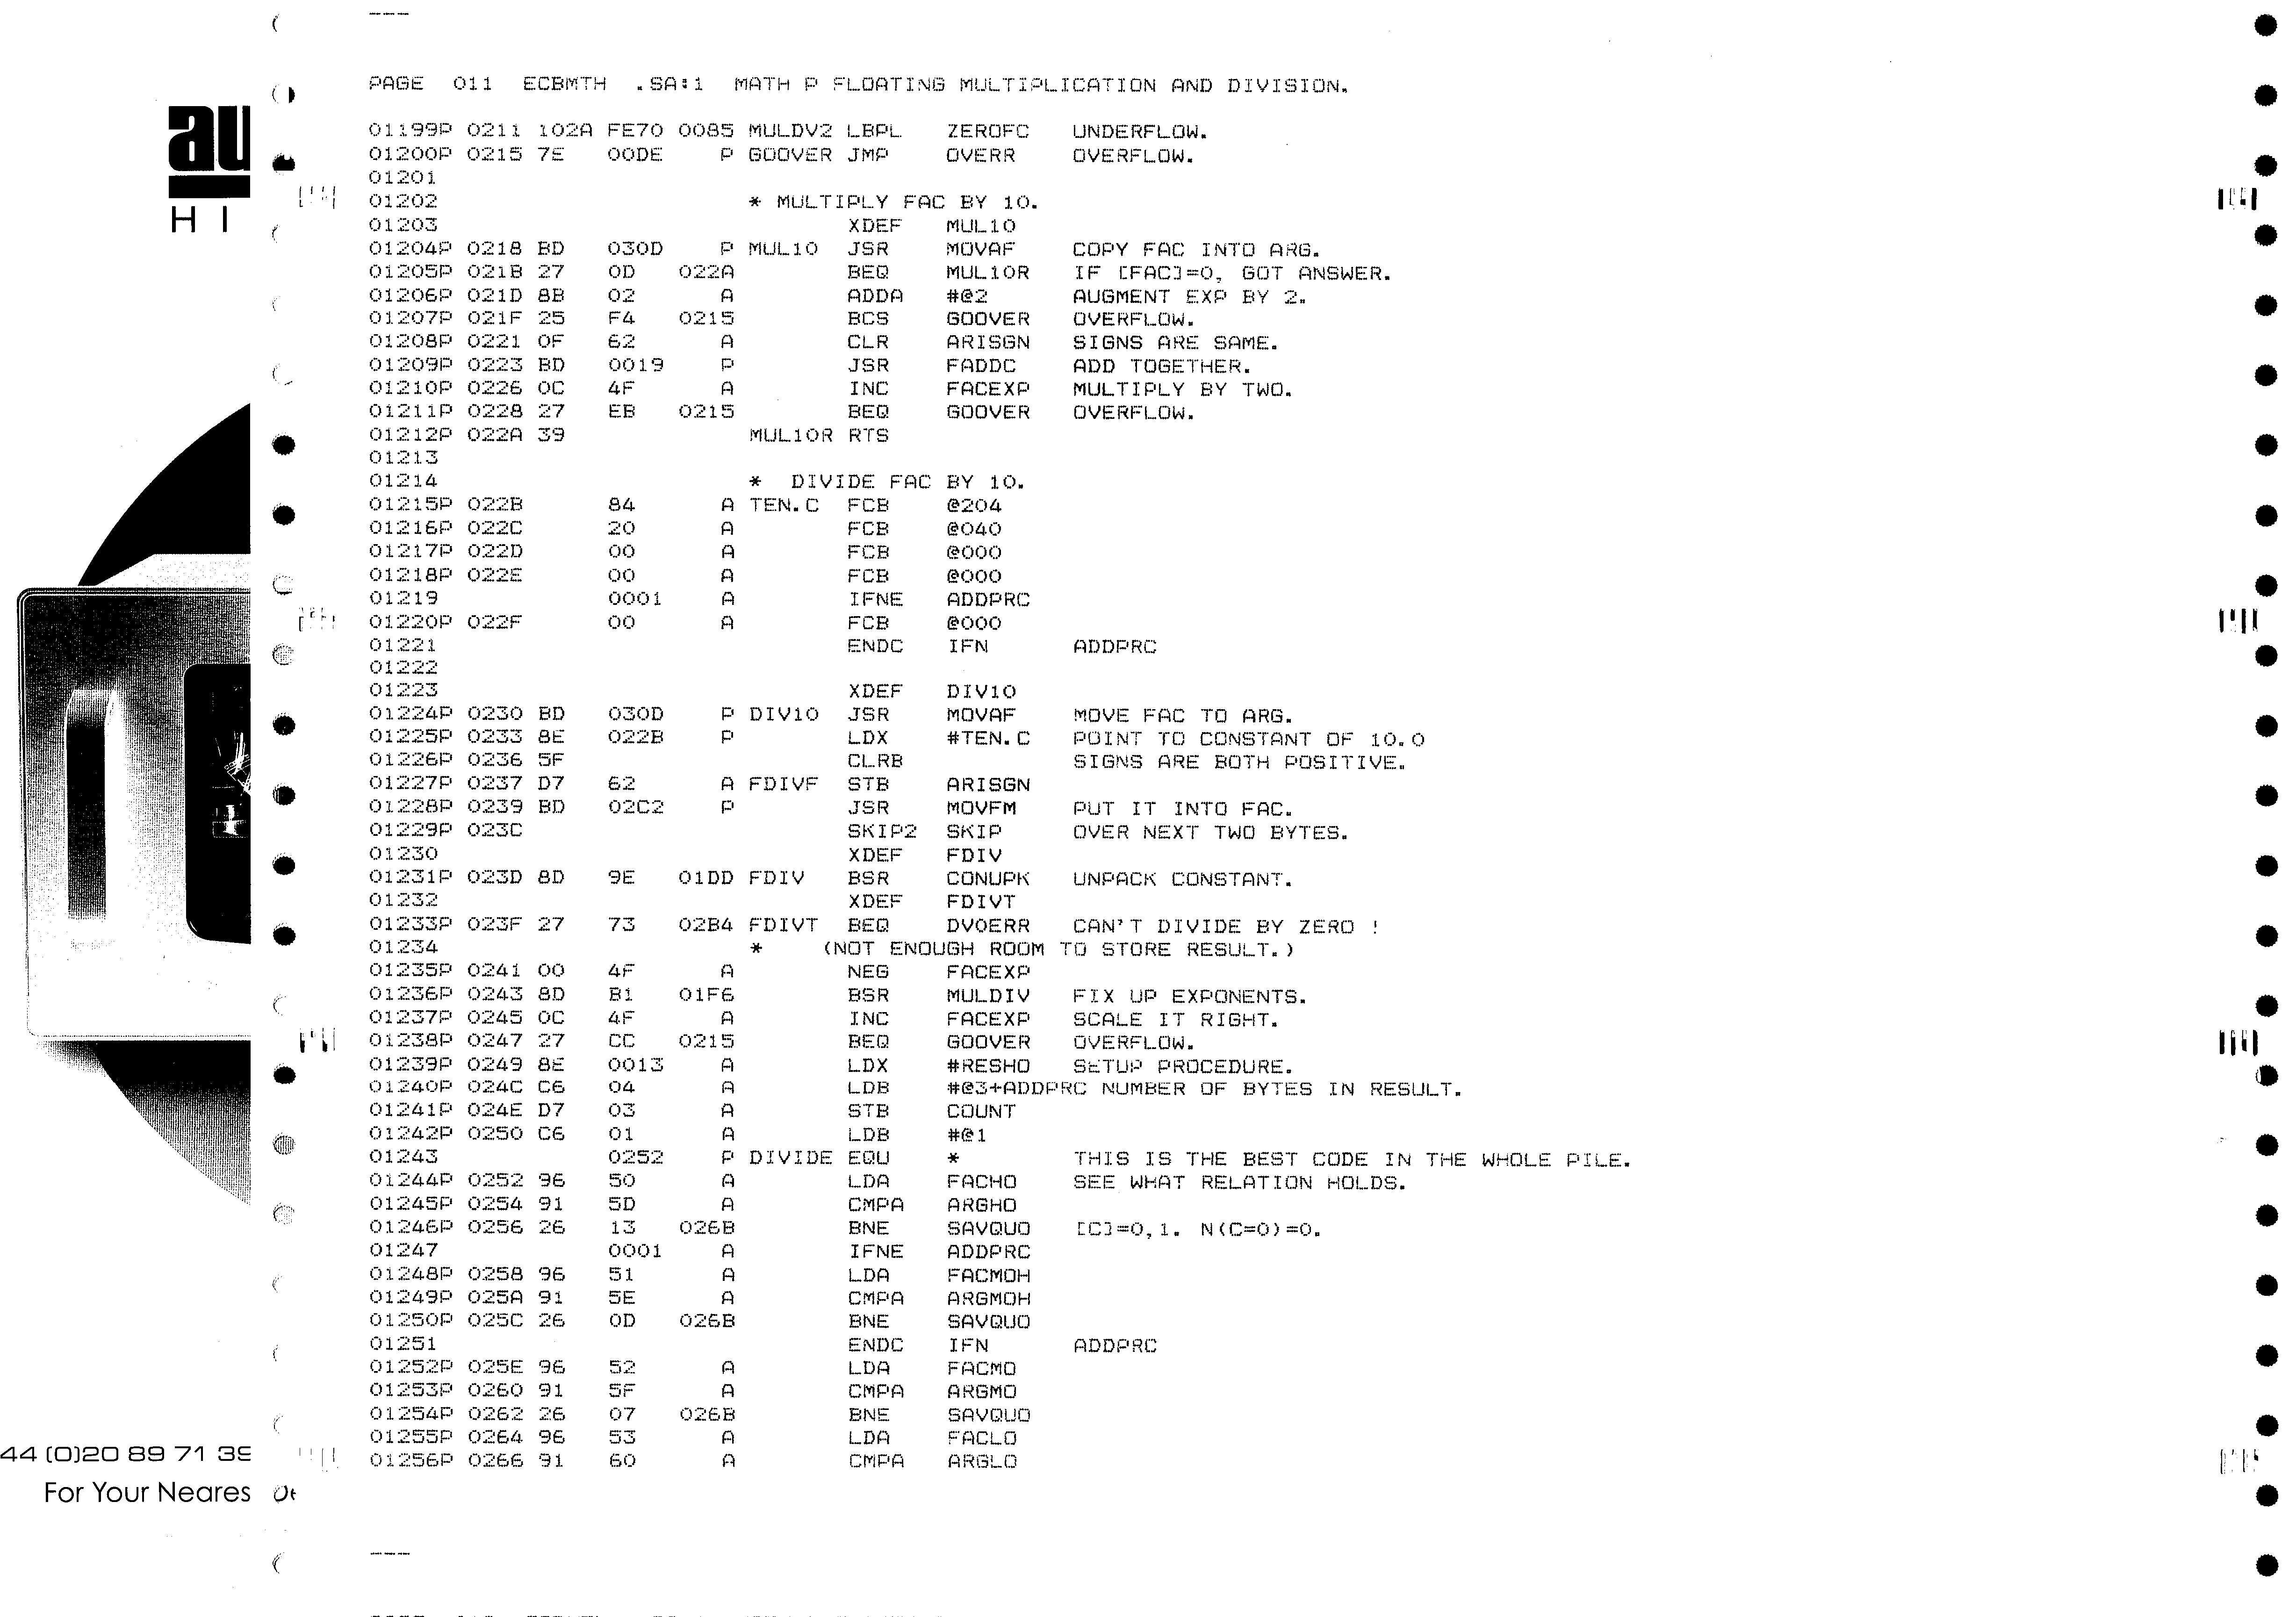 PAGE 011 ECBMTH .SA:1 MATH P FLOATING MULTIPLICATION AND DIVISION.
01199P 0211 102A FE70 0085 MULDV2 LBPL ZEROFC UNDERFLOW.
01200P 0215 7E 00DE P GOOVER JMP OVERR OVERFLOW.
01201
01202 * MULTIPLY FAC BY 10.
01203 XDEF MUL10
01204P 0218 BD 030D P MUL10 JSR MOVAF COPY FAC INTO ARG.
01205P 021B 27 0D 022A BEQ MUL10R IF [FAC]=0, GOT ANSWER.
01206P 021D 8B 02 A ADDA #@2 AUGMENT EXP BY 2.
01207P 021F 25 F4 0215 BCS GOOVER OVERFLOW.
01208P 0221 0F 62 A CLR ARISGN SIGNS ARE SAME.
01209P 0223 BD 0019 P JSR FADDC ADD TOGETHER.
01210P 0226 0C 4F A INC FACEXP MULTIPLY BY TWO.
01211P 0228 27 EB 0215 BEQ GOOVER OVERFLOW.
01212P 022A 39 MUL10R RTS
01213
01214 * DIVIDE FAC BY 10.
01215P 022B 84 A TEN.C FCB @204
01216P 022C 20 A FCB @040
01217P 022D 00 A FCB @000
01218P 022E 00 A FCB @000
01219 0001 A IFNE ADDPRC
01220P 022F 00 A FCB @000
01221 ENDC IFN ADDPRC
01222
01223 XDEF DIV10
01224P 0230 BD 030D P DIV10 JSR MOVAF MOVE FAC TO ARG.
01225P 0233 8E 022B P LDX #TEN.C POINT TO CONSTANT OF 10.0
01226P 0236 5F CLRB SIGNS ARE BOTH POSITIVE.
01227P 0237 D7 62 A FDIVF STB ARISGN
01228P 0239 BD 02C2 P JSR MOVFM PUT IT INTO FAC.
01229P 023C SKIP2 SKIP OVER NEXT TWO BYTES.
01230 XDEF FDIV
01231P 023D 8D 9E 01DD FDIV BSR CONUPK UNPACK CONSTANT.
01232 XDEF FDIVT
01233P 023F 27 73 02B4 FDIVT BEQ DVOERR CAN'T DIVIDE BY ZERO !
01234 * (NOT ENOUGH ROOM TO STORE RESULT.)
01235P 0241 00 4F A NEG FACEXP
01236P 0243 8D B1 01F6 BSR MULDIV FIX UP EXPONENTS.
01237P 0245 0C 4F A INC FACEXP SCALE IT RIGHT.
01238P 0247 27 CC 0215 BEQ GOOVER OVERFLOW.
01239P 0249 8E 0013 A LDX #RESHO SETUP PROCEDURE.
01240P 024C C6 04 A LDB #@3+ADDPRC NUMBER OF BYTES IN RESULT.
01241P 024E D7 03 A STB COUNT
01242P 0250 C6 01 A LDB #@1
01243 0252 P DIVIDE EQU * THIS IS THE BEST CODE IN THE WHOLE PILE.
01244P 0252 96 50 A LDA FACHO SEE WHAT RELATION HOLDS.
01245P 0254 91 5D A CMPA ARGHO
01246P 0256 26 13 026B BNE SAVQUO [C]=0,1. N(C=0)=0.
01247 0001 A IFNE ADDPRC
01248P 0258 96 51 A LDA FACMOH
01249P 025A 91 5E A CMPA ARGMOH
01250P 025C 26 0D 026B BNE SAVQUO
01251 ENDC IFN ADDPRC
01252P 025E 96 52 A LDA FACMO
01253P 0260 91 5F A CMPA ARGMO
01254P 0262 26 07 026B BNE SAVQUO
01255P 0264 96 53 A LDA FACLO
01256P 0266 91 60 A CMPA ARGLO
au
HI
44 (0)20 89 71 39
For Your Neares De